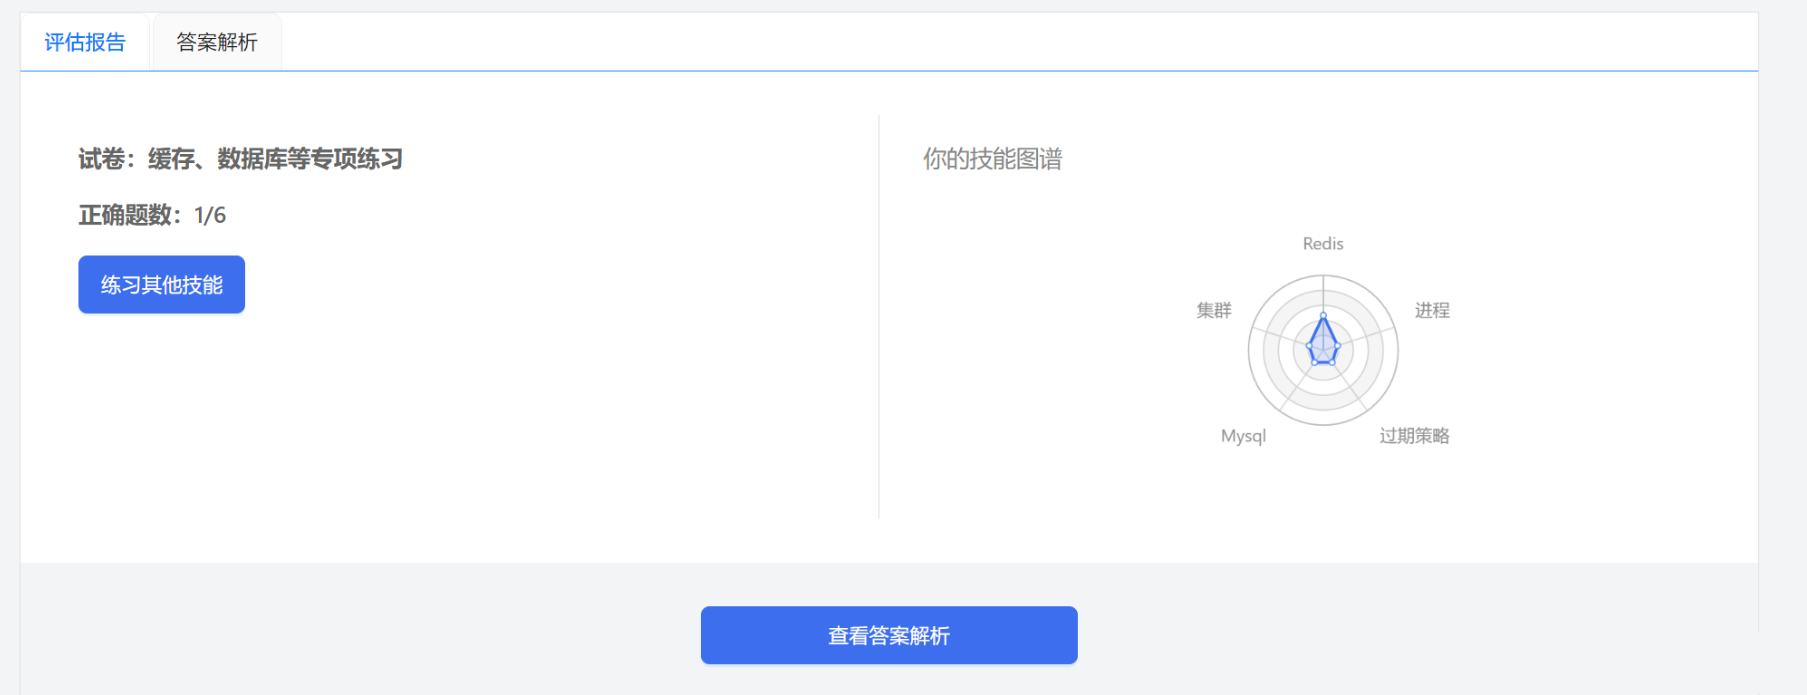 评估报告
答案解析
试卷：缓存、数据库等专项练习
正确题数：1/6
练习其他技能
你的技能图谱
Redis
集群
进程
Mysql
过期策略
查看答案解析